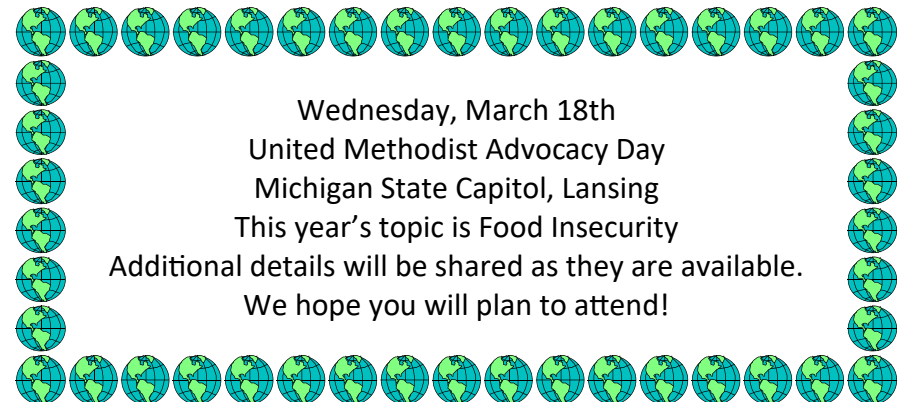 Wednesday, March 18th
United Methodist Advocacy Day
Michigan State Capitol, Lansing
This year’s topic is Food Insecurity
Additional details will be shared as they are available.
We hope you will plan to attend!